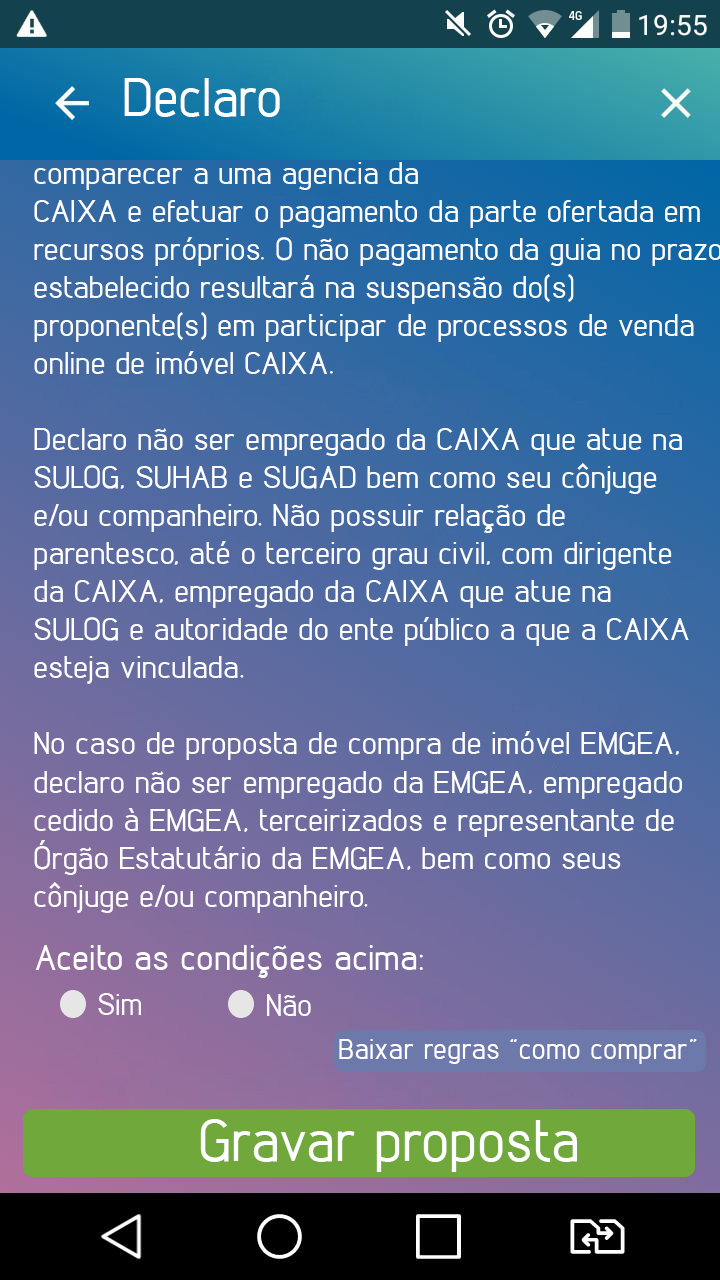 4G
19:55
Declaro
comparecer a uma agencia da
CAIXA e efetuar o pagamento da parte ofertada em
recursos próprios. O não pagamento da guia no prazo
estabelecido resultará na suspensão do(s)
proponente(s) em participar de processos de venda
online de imóvel CAIXA.
Declaro não ser empregado da CAIXA que atue na
SULOG, SUHAB e SUGAD bem como seu cônjuge
e/ou companheiro. Não possuir relação de
parentesco, até o terceiro grau civil, com dirigente
da CAIXA, empregado da CAIXA que atue na
SULOG e autoridade do ente público a que a CAIXA
esteja vinculada.
No caso de proposta de compra de imóvel EMGEA,
declaro não ser empregado da EMGEA, empregado
cedido à EMGEA, terceirizados e representante de
Órgão Estatutário da EMGEA, bem como seus
cônjuge e/ou companheiro.
Aceito as condições acima:
Sim Não
Baixar regras “como comprar”
Gravar proposta